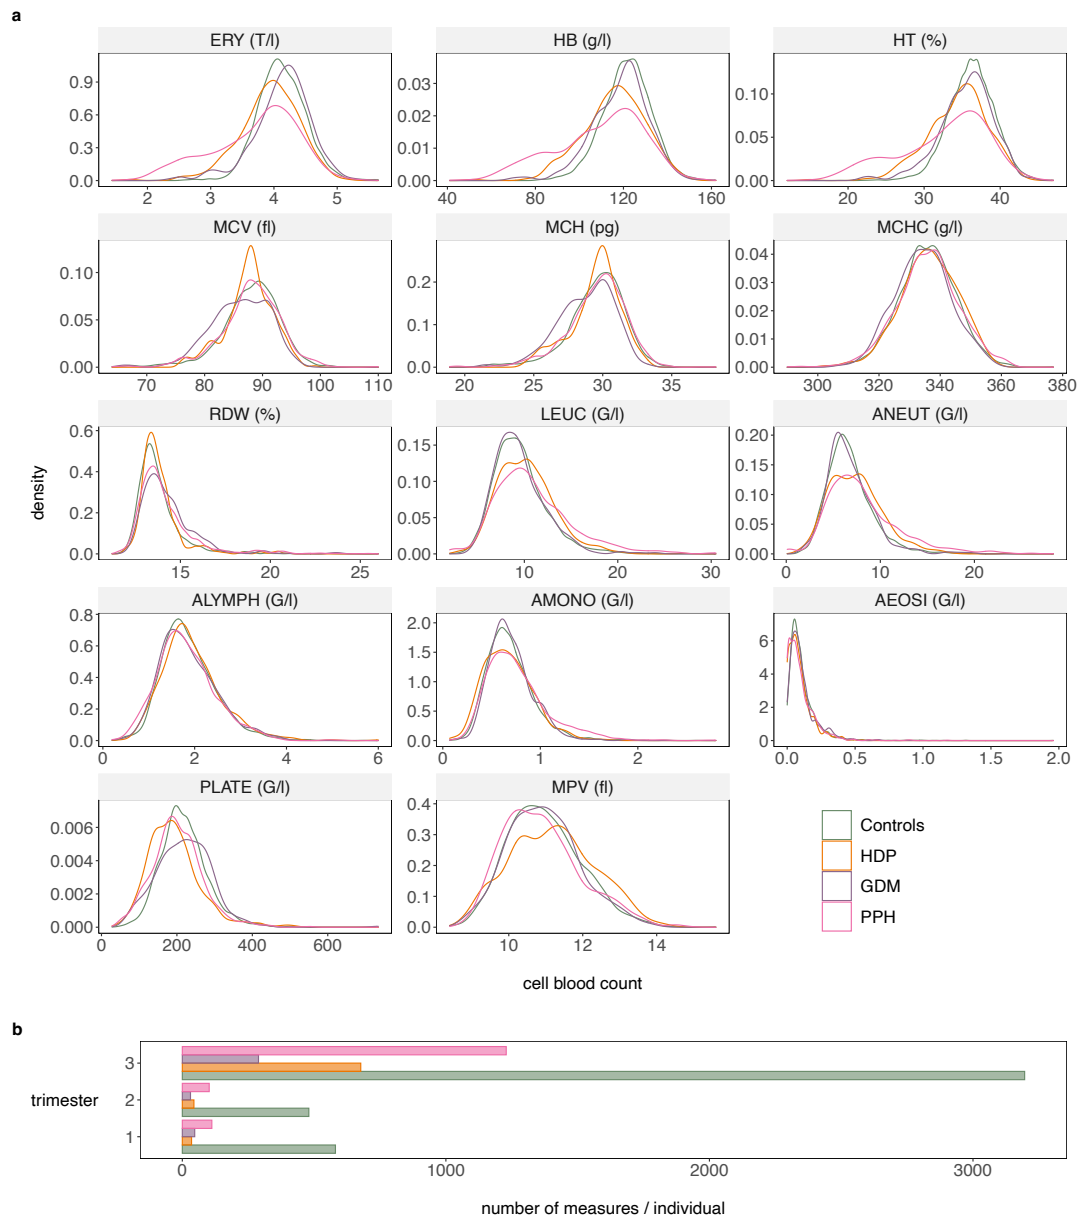 a
ERY (T/l)
HB (g/l)
HT (%)
0.9
0.6
0.3
0.0
2 3 4 5
0.03
0.02
0.01
0.00
40 80 120 160
0.10
0.05
0.00
20 30 40
MCV (fl)
MCH (pg)
MCHC (g/l)
0.10
0.05
0.00
70 80 90 100 110
0.2
0.1
0.0
20 25 30 35
0.04
0.03
0.02
0.01
0.00
300 320 340 360 380
RDW (%)
LEUC (G/l)
ANEUT (G/l)
density
0.6
0.4
0.2
0.0
15 20 25
0.15
0.10
0.05
0.00
10 20 30
0.20
0.15
0.10
0.05
0.00
0 10 20
ALYMPH (G/l)
AMONO (G/l)
AEOSI (G/l)
0.8
0.6
0.4
0.2
0.0
0 2 4 6
2.0
1.5
1.0
0.5
0.0
0 1 2
6
4
2
0
0.0 0.5 1.0 1.5 2.0
PLATE (G/l)
MPV (fl)
0.006
0.004
0.002
0.000
0 200 400 600
0.4
0.3
0.2
0.1
0.0
10 12 14
Controls
HDP
GDM
PPH
cell blood count
b
trimester
3
2
1
0 1000 2000 3000
number of measures / individual